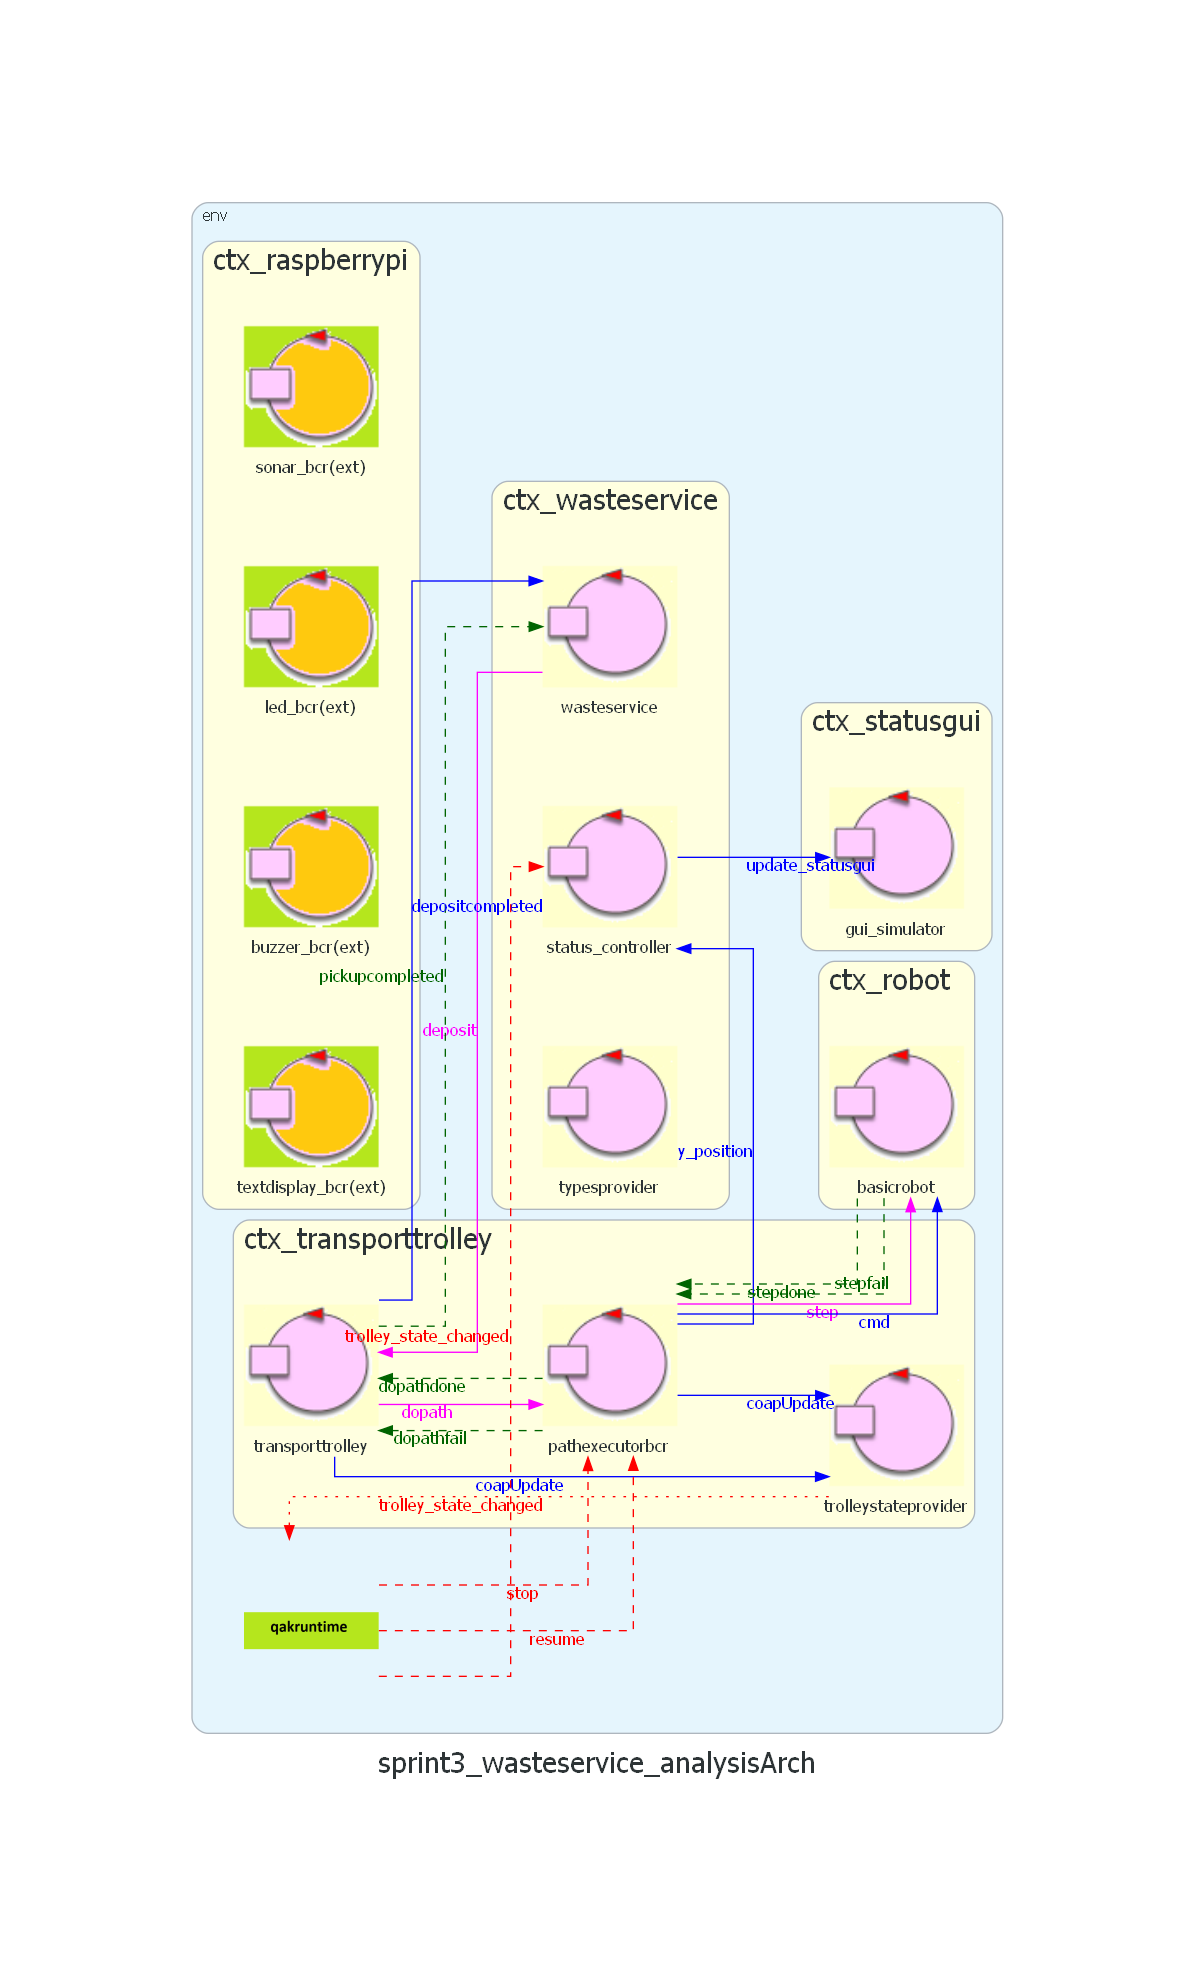 env
ctx_raspberrypi
sonar_bcr(ext)
ctx_wasteservice
led_bcr(ext)
wasteservice
ctx_statusgui
update_statusgui
depositcompleted
gui_simulator
buzzer_bcr(ext)
status_controller
pickupcompleted
ctx_robot
deposit
y_position
textdisplay_bcr(ext)
typesprovider
basicrobot
ctx_transporttrolley
stepfail
stepdone
step
cmd
trolley_state_changed
dopathdone
coapUpdate
dopath
dopathfail
transporttrolley
pathexecutorbcr
coapUpdate
trolley_state_changed
trolleystateprovider
stop
qakruntime
resume
sprint3_wasteservice_analysisArch